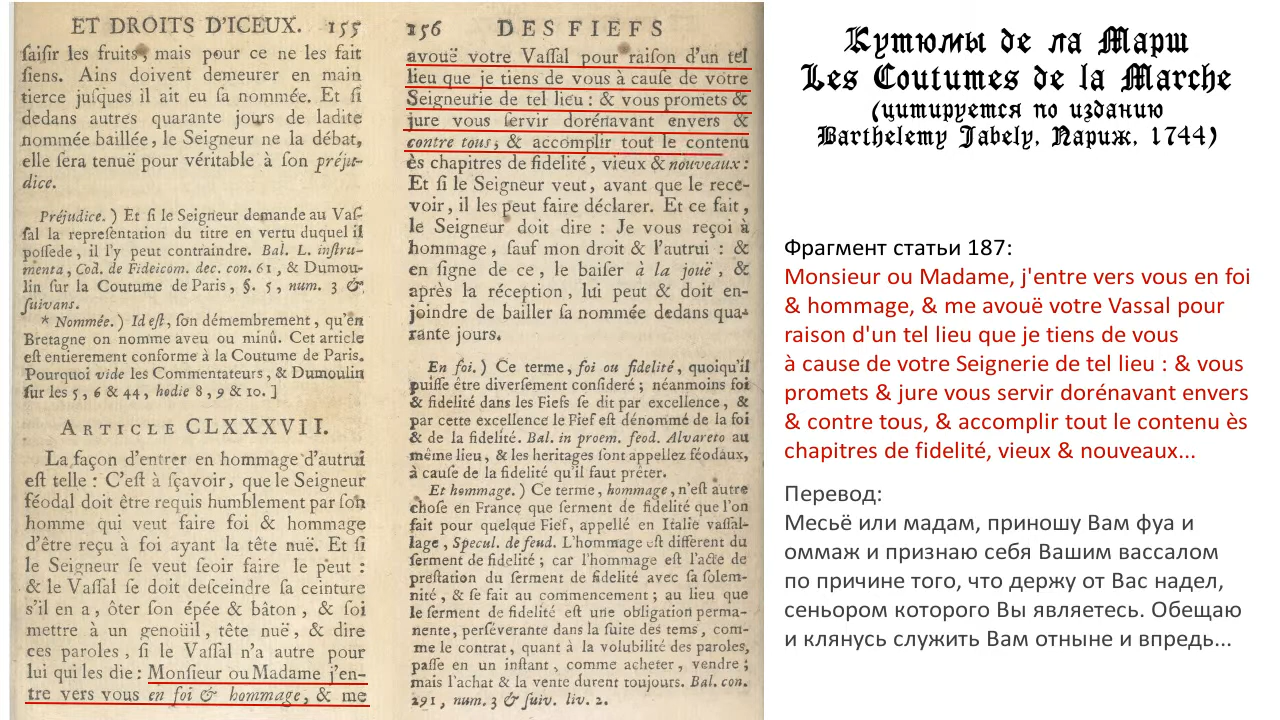 ET DROITS D'ICEUX. 155
ſaiſir les fruits, mais pour ce ne les fait
ſiens. Ains doivent demeurer en main
tierce juſques il ait eu ſa nommée. Et ſi
dedans autres quarante jours de ladite
nommée baillée, le Seigneur ne la débat,
elle ſera tenuë pour véritable à ſon préju-
dice.
Préjudice. ) Et ſi le Seigneur demande au Vaſ-
ſal la repreſentation du titre en vertu duquel il
poſſede, il l'y peut contraindre. Bal. L. inſtru-
menta, Cod. de Fideicom. dec. con. 61, & Dumou-
lin ſur la Coutume de Paris, §. 5, num. 3 &
ſuivans.
* Nommée. ) Id eſt, ſon démembrement, qu'en
Bretagne on nomme aveu ou minû. Cet article
eſt entierement conforme à la Coutume de Paris.
Pourquoi vide les Commentateurs, & Dumoulin
ſur les 5, 6 & 44, hodie 8, 9 & 10. ]
ARTICLE CLXXXVII.
La façon d'entrer en hommage d'autrui
eſt telle : C'eſt à ſçavoir, que le Seigneur
féodal doit être requis humblement par ſon
homme qui veut faire foi & hommage
d'être reçu à foi ayant la tête nuë. Et ſi
le Seigneur ſe veut ſeoir faire le peut :
& le Vaſſal ſe doit deſceindre ſa ceinture
s'il en a, ôter ſon épée & bâton, & ſoi
mettre à un genoüil, tête nuë, & dire
ces paroles, ſi le Vaſſal n'a autre pour
lui qui les die : Monſieur ou Madame j'en-
tre vers vous en foi & hommage, & me
156 DES FIEFS
avouë votre Vaſſal pour raiſon d'un tel
lieu que je tiens de vous à cauſe de votre
Seigneurie de tel lieu : & vous promets &
jure vous ſervir dorénavant envers &
contre tous, & accomplir tout le contenu
ès chapitres de fidelité, vieux & nouveaux :
Et ſi le Seigneur veut, avant que le rece-
voir, il les peut faire déclarer. Et ce fait,
le Seigneur doit dire : Je vous reçoi à
hommage, ſauf mon droit & l'autrui : &
en ſigne de ce, le baiſer à la jouë, &
après la réception, lui peut & doit en-
joindre de bailler ſa nommée dedans qua-
rante jours.
En foi. ) Ce terme, foi ou fidelité, quoiqu'il
puiſſe être diverſement conſideré ; néanmoins foi
& fidelité dans les Fiefs ſe dit par excellence, &
par cette excellence le Fief eſt dénommé de la foi
& de la fidelité. Bal. in proem. feod. Alvareto au
même lieu, & les heritages ſont appellez féodaux,
à cauſe de la fidelité qu'il faut prêter.
Et hommage. ) Ce terme, hommage, n'eſt autre
choſe en France que ſerment de fidelité que l'on
fait pour quelque Fief, appellé en Italie vaſſal-
lage, Specul. de feud. L'hommage eſt different du
ſerment de fidelité ; car l'hommage eſt l'acte de
preſtation du ſerment de fidelité avec ſa ſolem-
nité, & ſe fait au commencement ; au lieu que
le ſerment de fidelité eſt une obligation perma-
nente, perſéverante dans la ſuite des tems, com-
me le contrat, quant à la volubilité des paroles,
paſſe en un inſtant, comme acheter, vendre ;
mais l'achat & la vente durent toujours. Bal. con.
291, num. 3 & ſuiv. liv. 2.
Кутюмы де ла Марш
Les Coutumes de la Marche
(цитируется по изданию
Barthelemy Jabely, Париж, 1744)
Фрагмент статьи 187:
Monsieur ou Madame, j'entre vers vous en foi
& hommage, & me avouë votre Vassal pour
raison d'un tel lieu que je tiens de vous
à cause de votre Seignerie de tel lieu : & vous
promets & jure vous servir dorénavant envers
& contre tous, & accomplir tout le contenu ès
chapitres de fidelité, vieux & nouveaux...
Перевод:
Месьё или мадам, приношу Вам фуа и
оммаж и признаю себя Вашим вассалом
по причине того, что держу от Вас надел,
сеньором которого Вы являетесь. Обещаю
и клянусь служить Вам отныне и впредь...